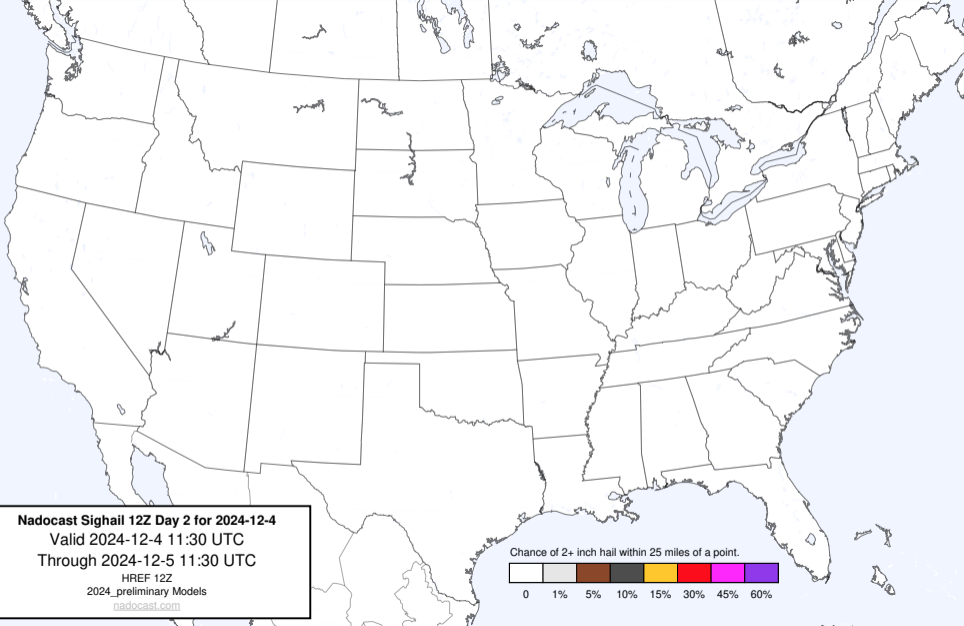 Nadocast Sighail 12Z Day 2 for 2024-12-4
Valid 2024-12-4 11:30 UTC
Through 2024-12-5 11:30 UTC
HREF 12Z
2024_preliminary Models
nadocast.com
Chance of 2+ inch hail within 25 miles of a point.
0 1% 5% 10% 15% 30% 45% 60%